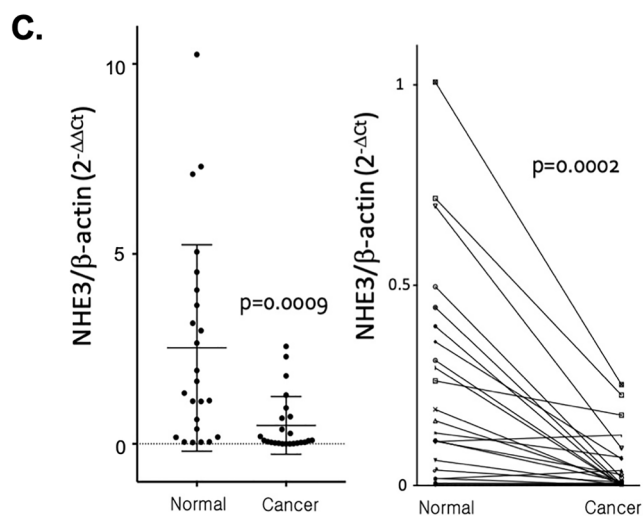 C.
NHE3/β-actin (2-ΔΔCt)
10
5
0
p=0.0009
Normal
Cancer
NHE3/β-actin (2-ΔCt)
1
0.5
0
p=0.0002
Normal
Cancer